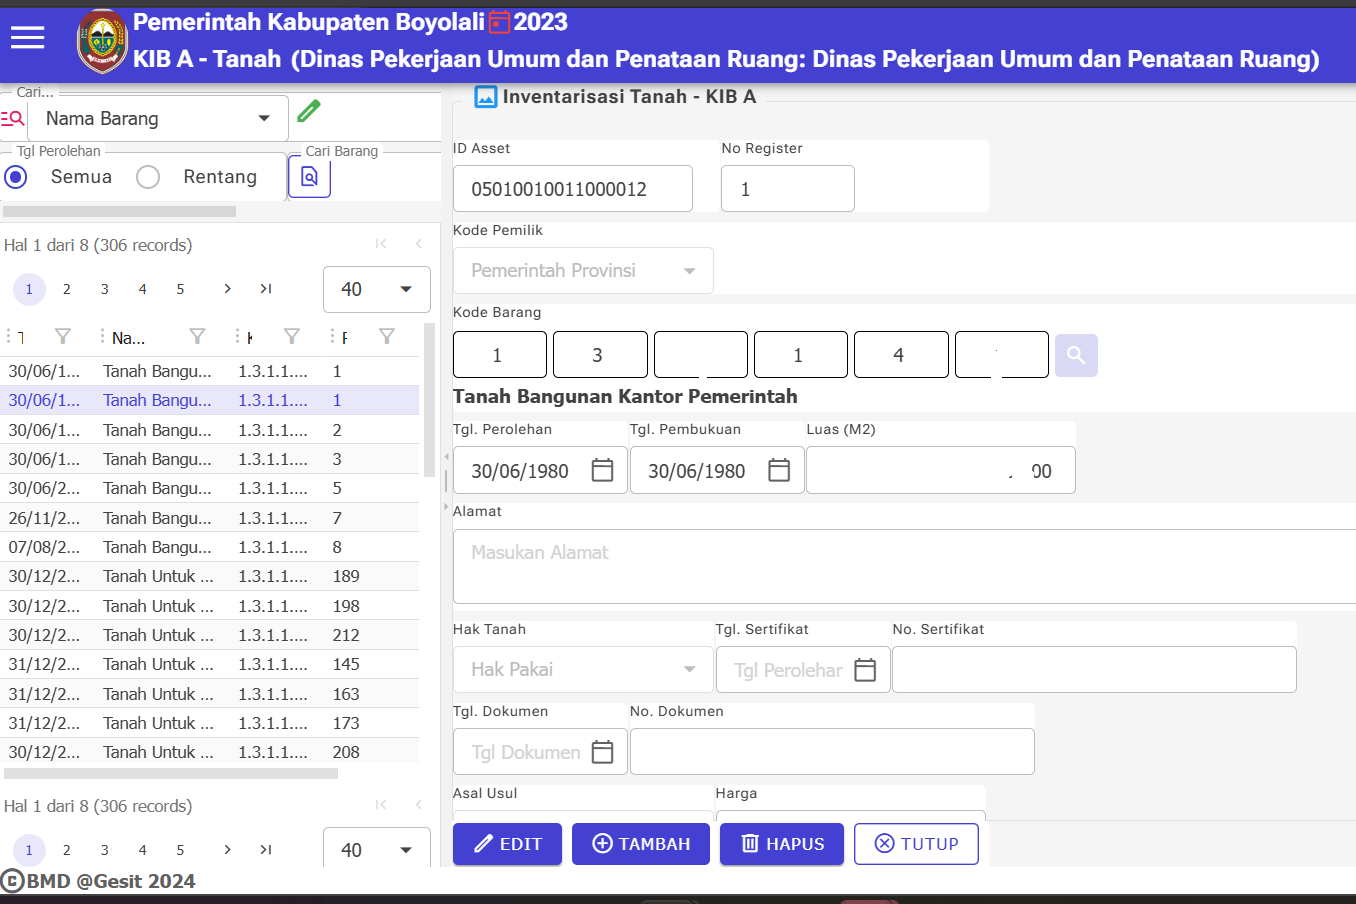 Pemerintah Kabupaten Boyolali 2023
KIB A - Tanah (Dinas Pekerjaan Umum dan Penataan Ruang: Dinas Pekerjaan Umum dan Penataan Ruang)
Cari...
Nama Barang
Tgl Perolehan
Cari Barang
Semua
Rentang
Hal 1 dari 8 (306 records)
1 2 3 4 5
40
Na...
30/06/1... Tanah Bangu... 1.3.1.1.... 1
30/06/1... Tanah Bangu... 1.3.1.1.... 1
30/06/1... Tanah Bangu... 1.3.1.1.... 2
30/06/1... Tanah Bangu... 1.3.1.1.... 3
30/06/2... Tanah Bangu... 1.3.1.1.... 5
26/11/2... Tanah Bangu... 1.3.1.1.... 7
07/08/2... Tanah Bangu... 1.3.1.1.... 8
30/12/2... Tanah Untuk ... 1.3.1.1.... 189
30/12/2... Tanah Untuk ... 1.3.1.1.... 198
30/12/2... Tanah Untuk ... 1.3.1.1.... 212
31/12/2... Tanah Untuk ... 1.3.1.1.... 145
31/12/2... Tanah Untuk ... 1.3.1.1.... 163
31/12/2... Tanah Untuk ... 1.3.1.1.... 173
30/12/2... Tanah Untuk ... 1.3.1.1.... 208
Hal 1 dari 8 (306 records)
1 2 3 4 5
40
Inventarisasi Tanah - KIB A
ID Asset
No Register
05010010011000012
1
Kode Pemilik
Pemerintah Provinsi
Kode Barang
1 3 1 4
Tanah Bangunan Kantor Pemerintah
Tgl. Perolehan
Tgl. Pembukuan
Luas (M2)
30/06/1980
30/06/1980
00
Alamat
Masukan Alamat
Hak Tanah
Tgl. Sertifikat
No. Sertifikat
Hak Pakai
Tgl Perolehar
Tgl. Dokumen
No. Dokumen
Tgl Dokumen
Asal Usul
Harga
EDIT
TAMBAH
HAPUS
TUTUP
©BMD @Gesit 2024